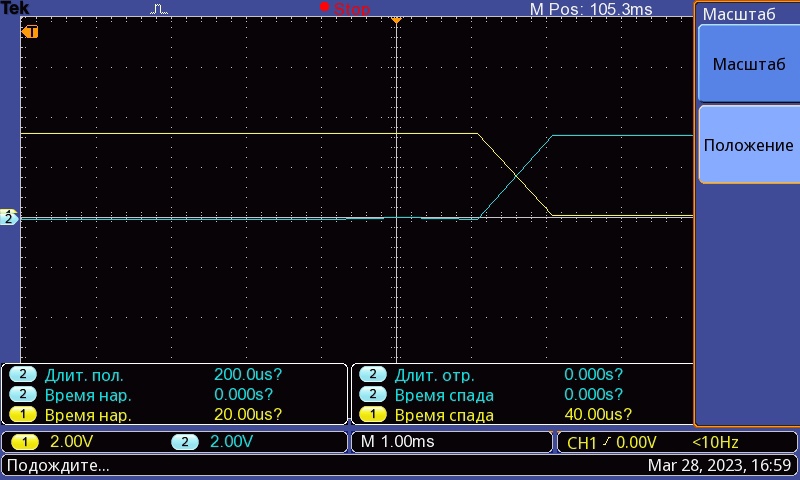 Tek Stop M Pos: 105.3ms
Масштаб
T
Масштаб
Положение
2
2 Длит. пол. 200.0us? 2 Длит. отр. 0.000s?
2 Время нар. 0.000s? 2 Время спада 0.000s?
1 Время нар. 20.00us? 1 Время спада 40.00us?
1 2.00V 2 2.00V M 1.00ms CH1 0.00V <10Hz
Подождите... Mar 28, 2023, 16:59